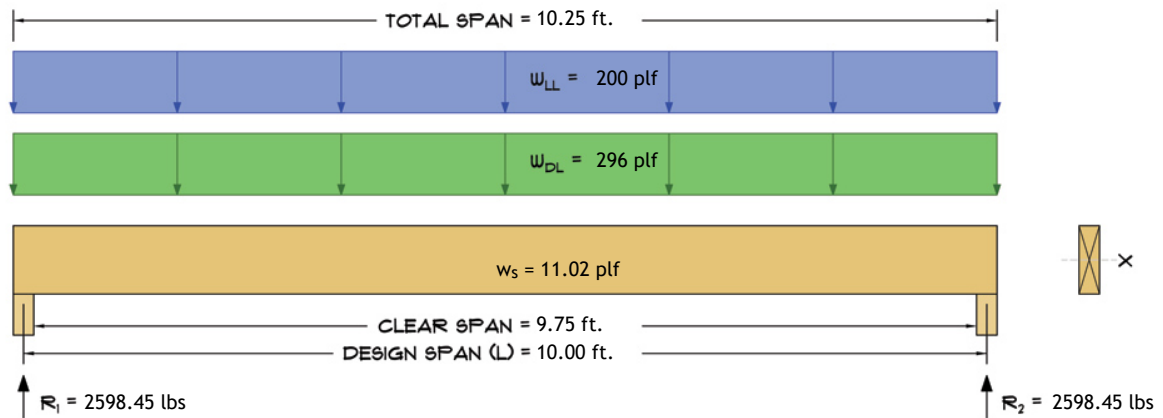 TOTAL SPAN = 10.25 ft.
wLL = 200 plf
wDL = 296 plf
ws = 11.02 plf
X
CLEAR SPAN = 9.75 ft.
DESIGN SPAN (L) = 10.00 ft.
R1 = 2598.45 lbs
R2 = 2598.45 lbs